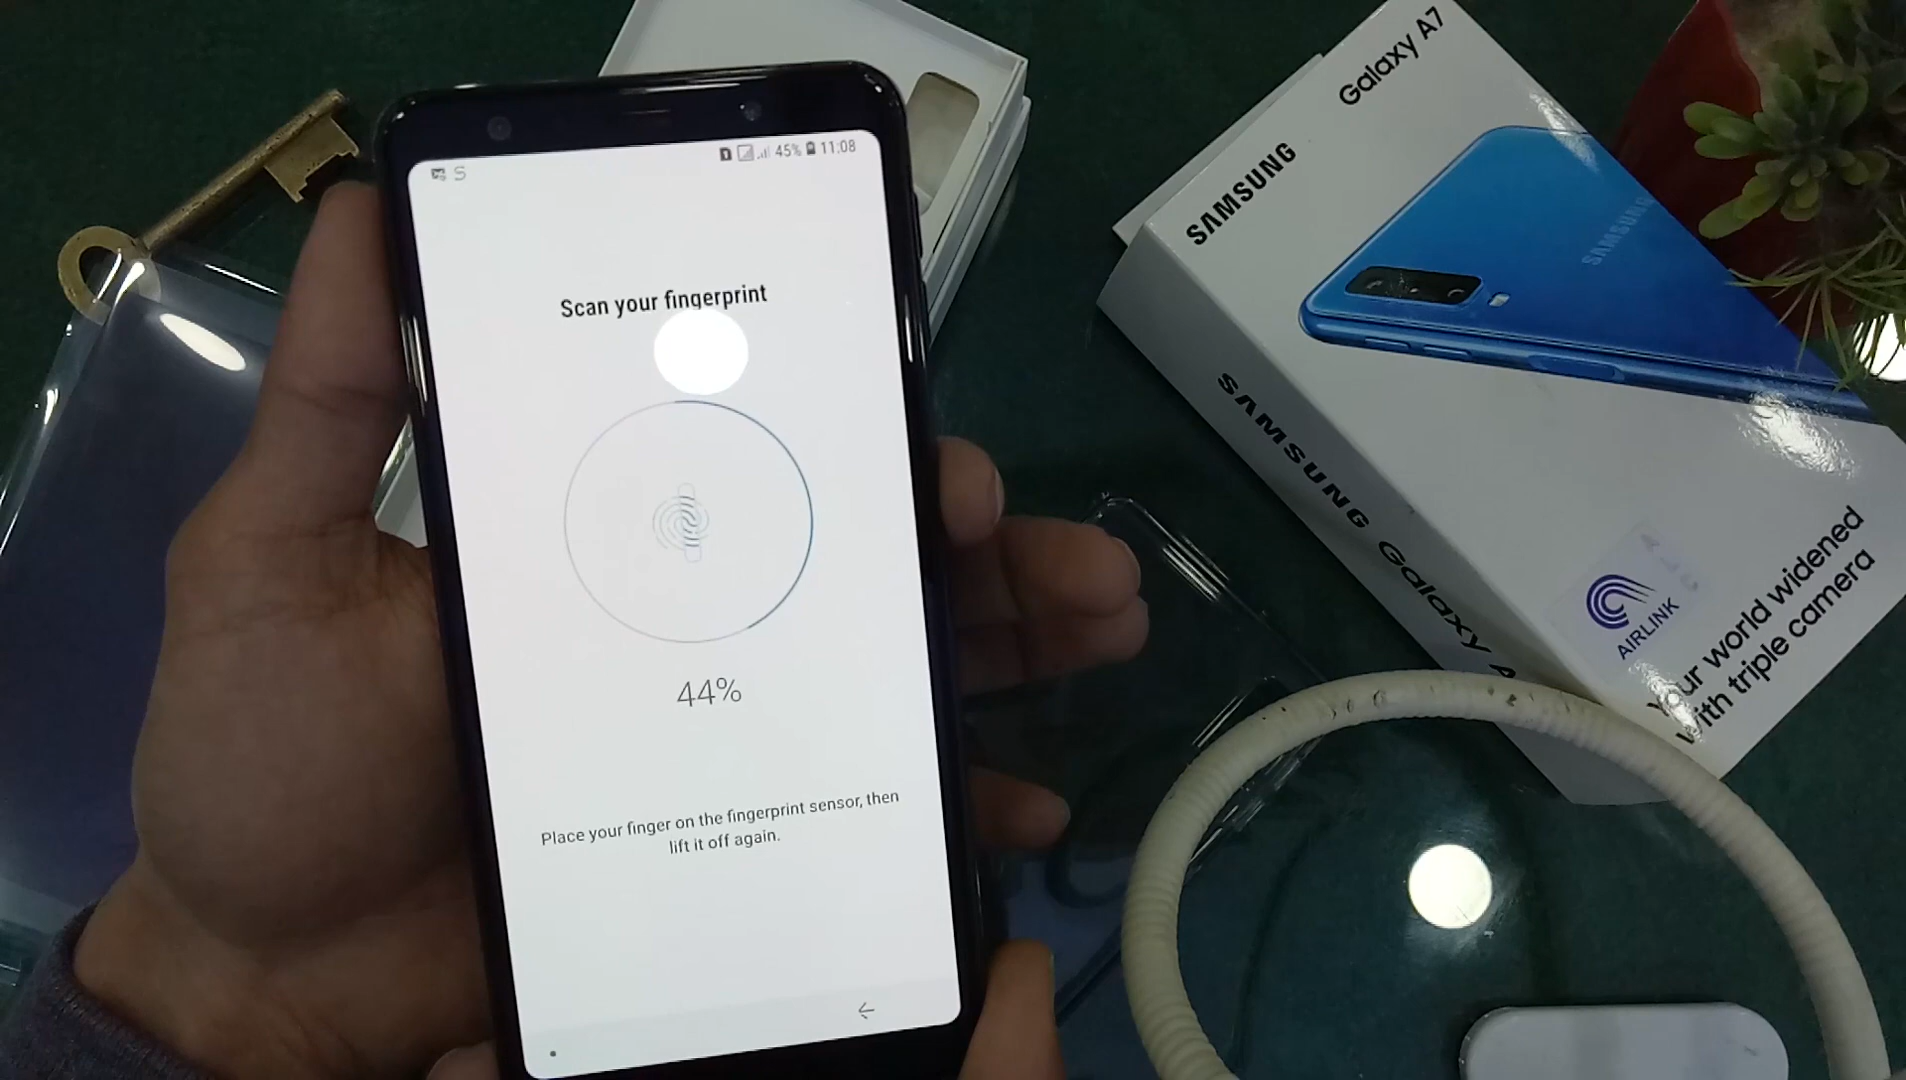 S
45% 11:08
Scan your fingerprint
44%
Place your finger on the fingerprint sensor, then
lift it off again.
Galaxy A7
SAMSUNG
SAMSUNG
SAMSUNG Galaxy A
AIRLINK
Your world widened
with triple camera